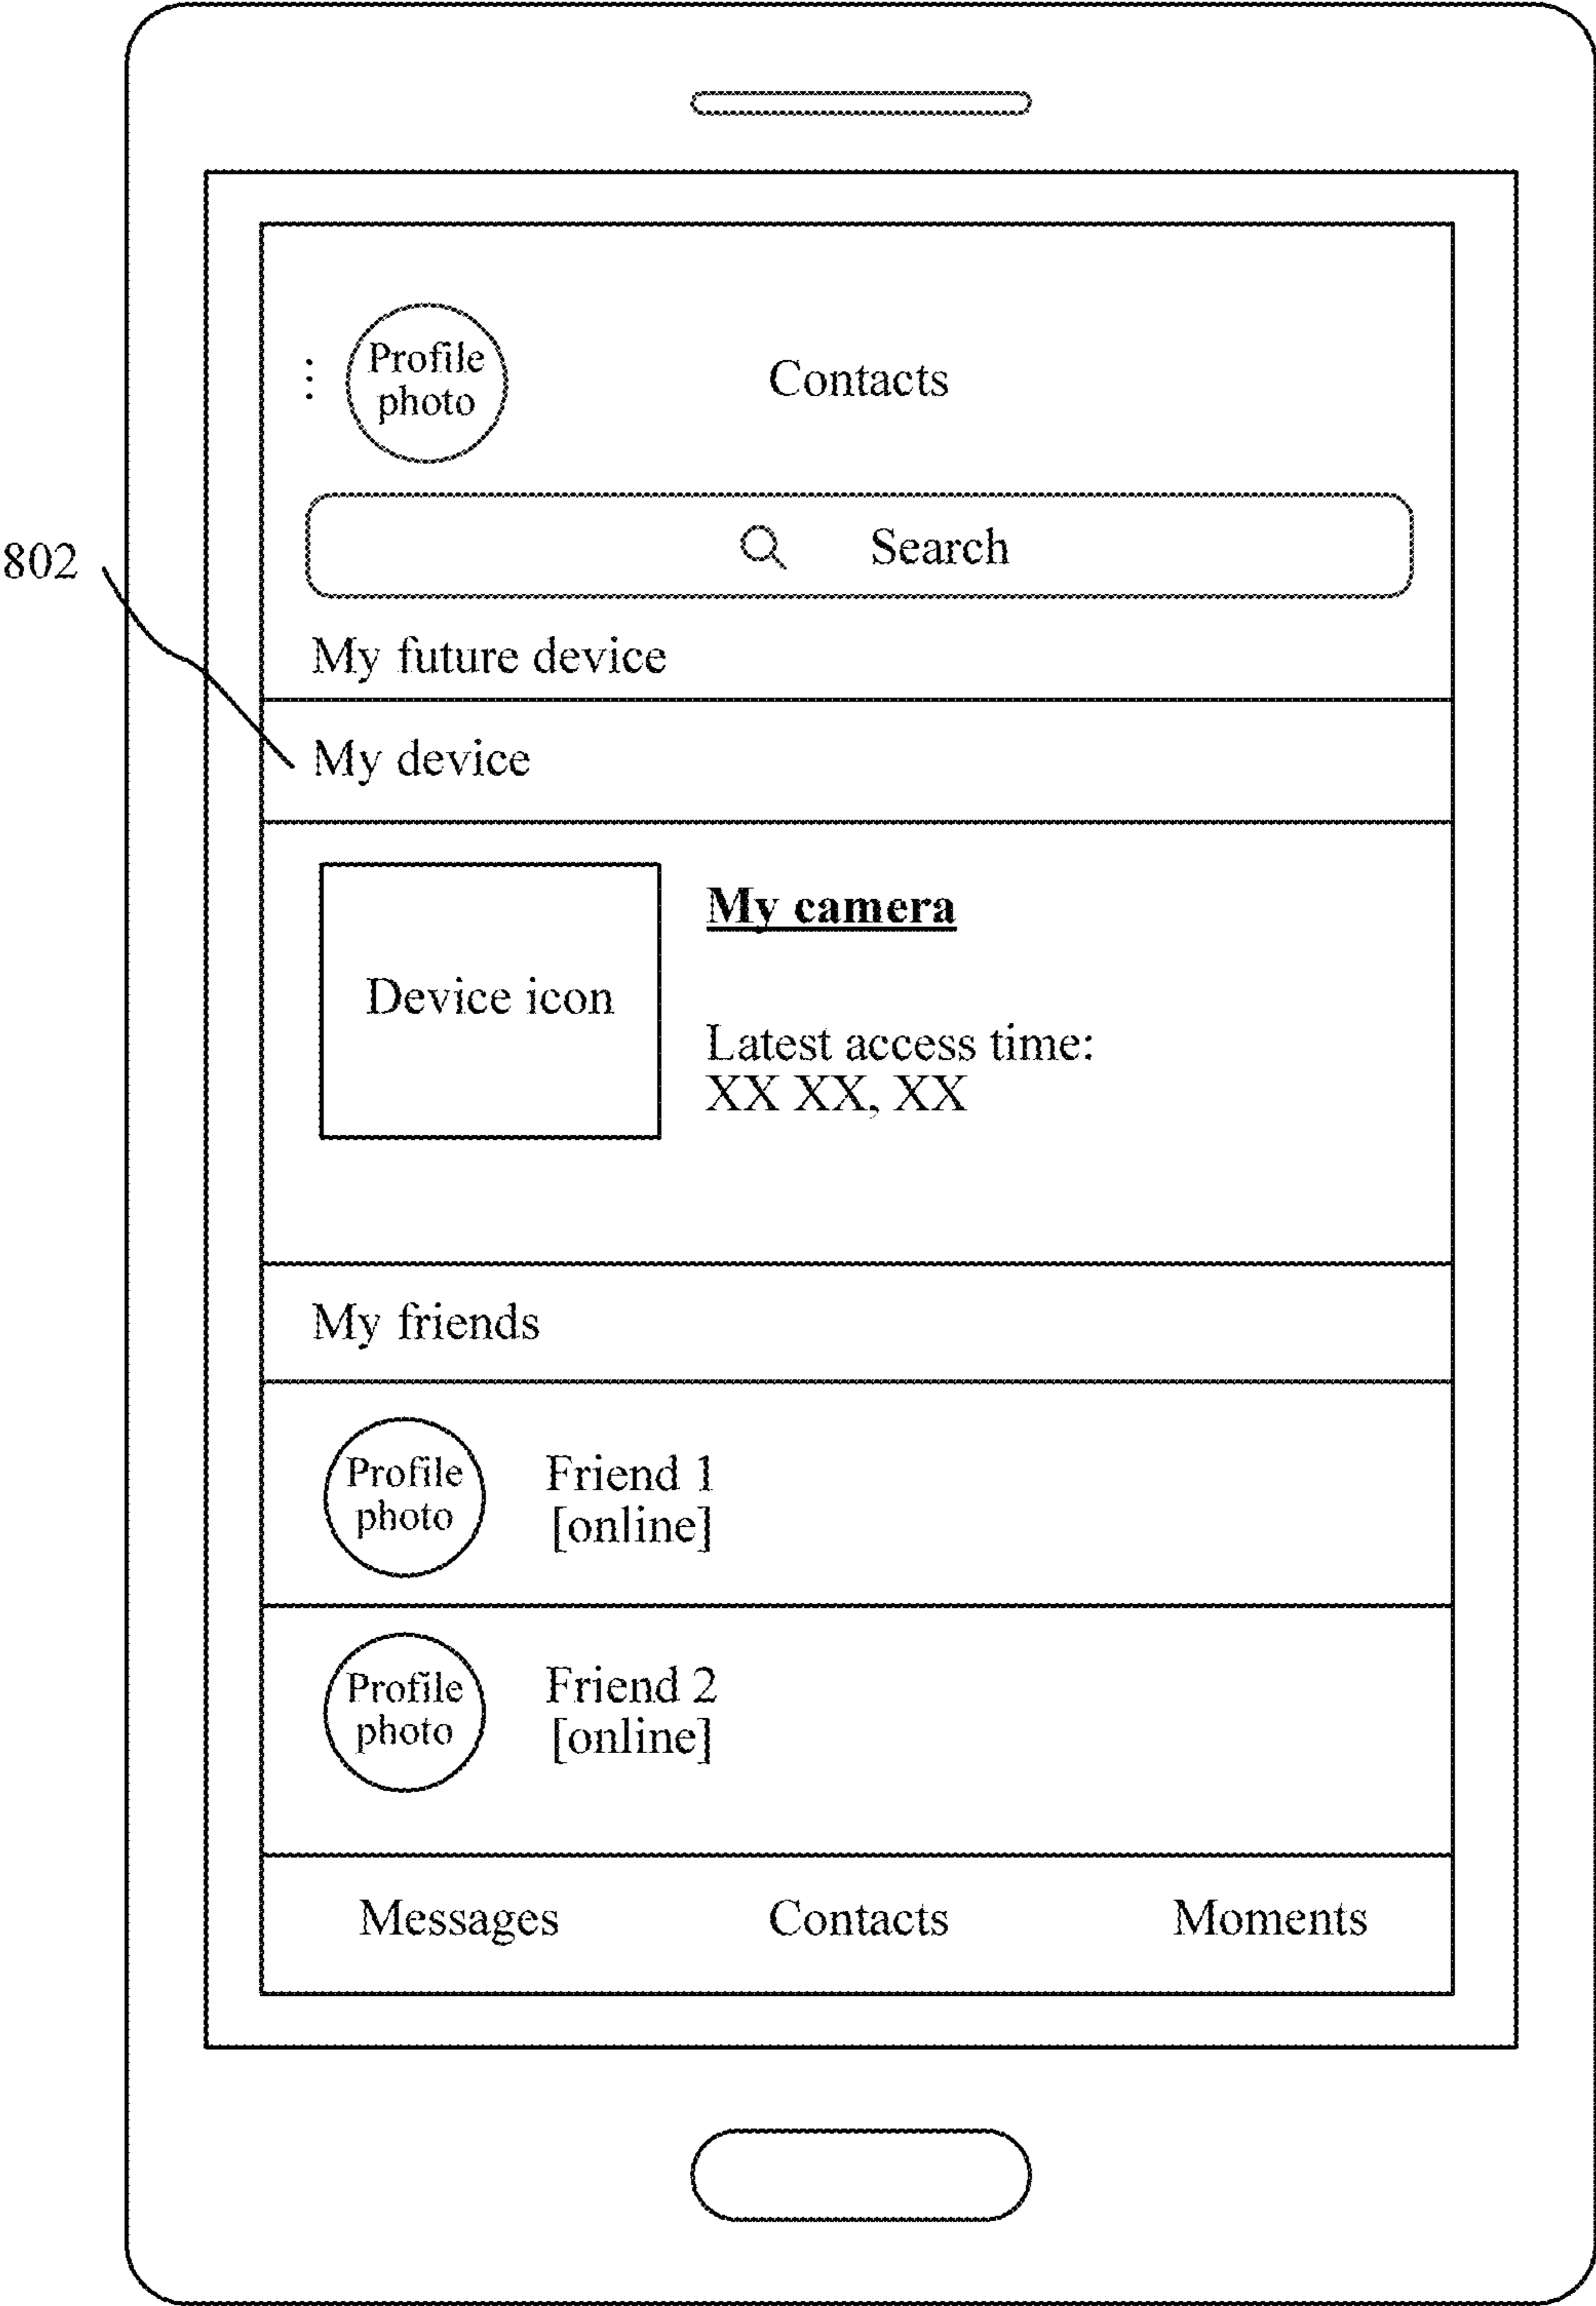 Profile
photo
Contacts
Search
802
My future device
My device
My camera
Device icon
Latest access time:
XX XX, XX
My friends
Profile
photo
Friend 1
[online]
Profile
photo
Friend 2
[online]
Messages Contacts Moments